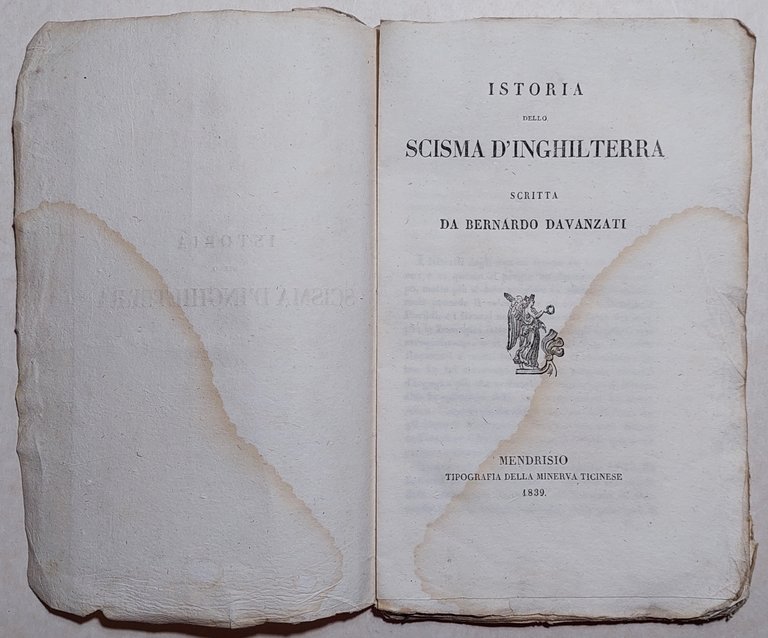 ISTORIA
DELLO
SCISMA D'INGHILTERRA
SCRITTA
DA BERNARDO DAVANZATI
MENDRISIO
TIPOGRAFIA DELLA MINERVA TICINESE
1839.